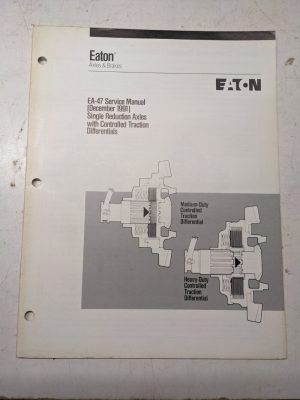 Eaton®
Axles & Brakes
EATON
EA-47 Service Manual
(December 1991)
Single Reduction Axles
with Controlled Traction
Differentials
Medium-Duty
Controlled
Traction
Differential
Heavy-Duty
Controlled
Traction
Differential